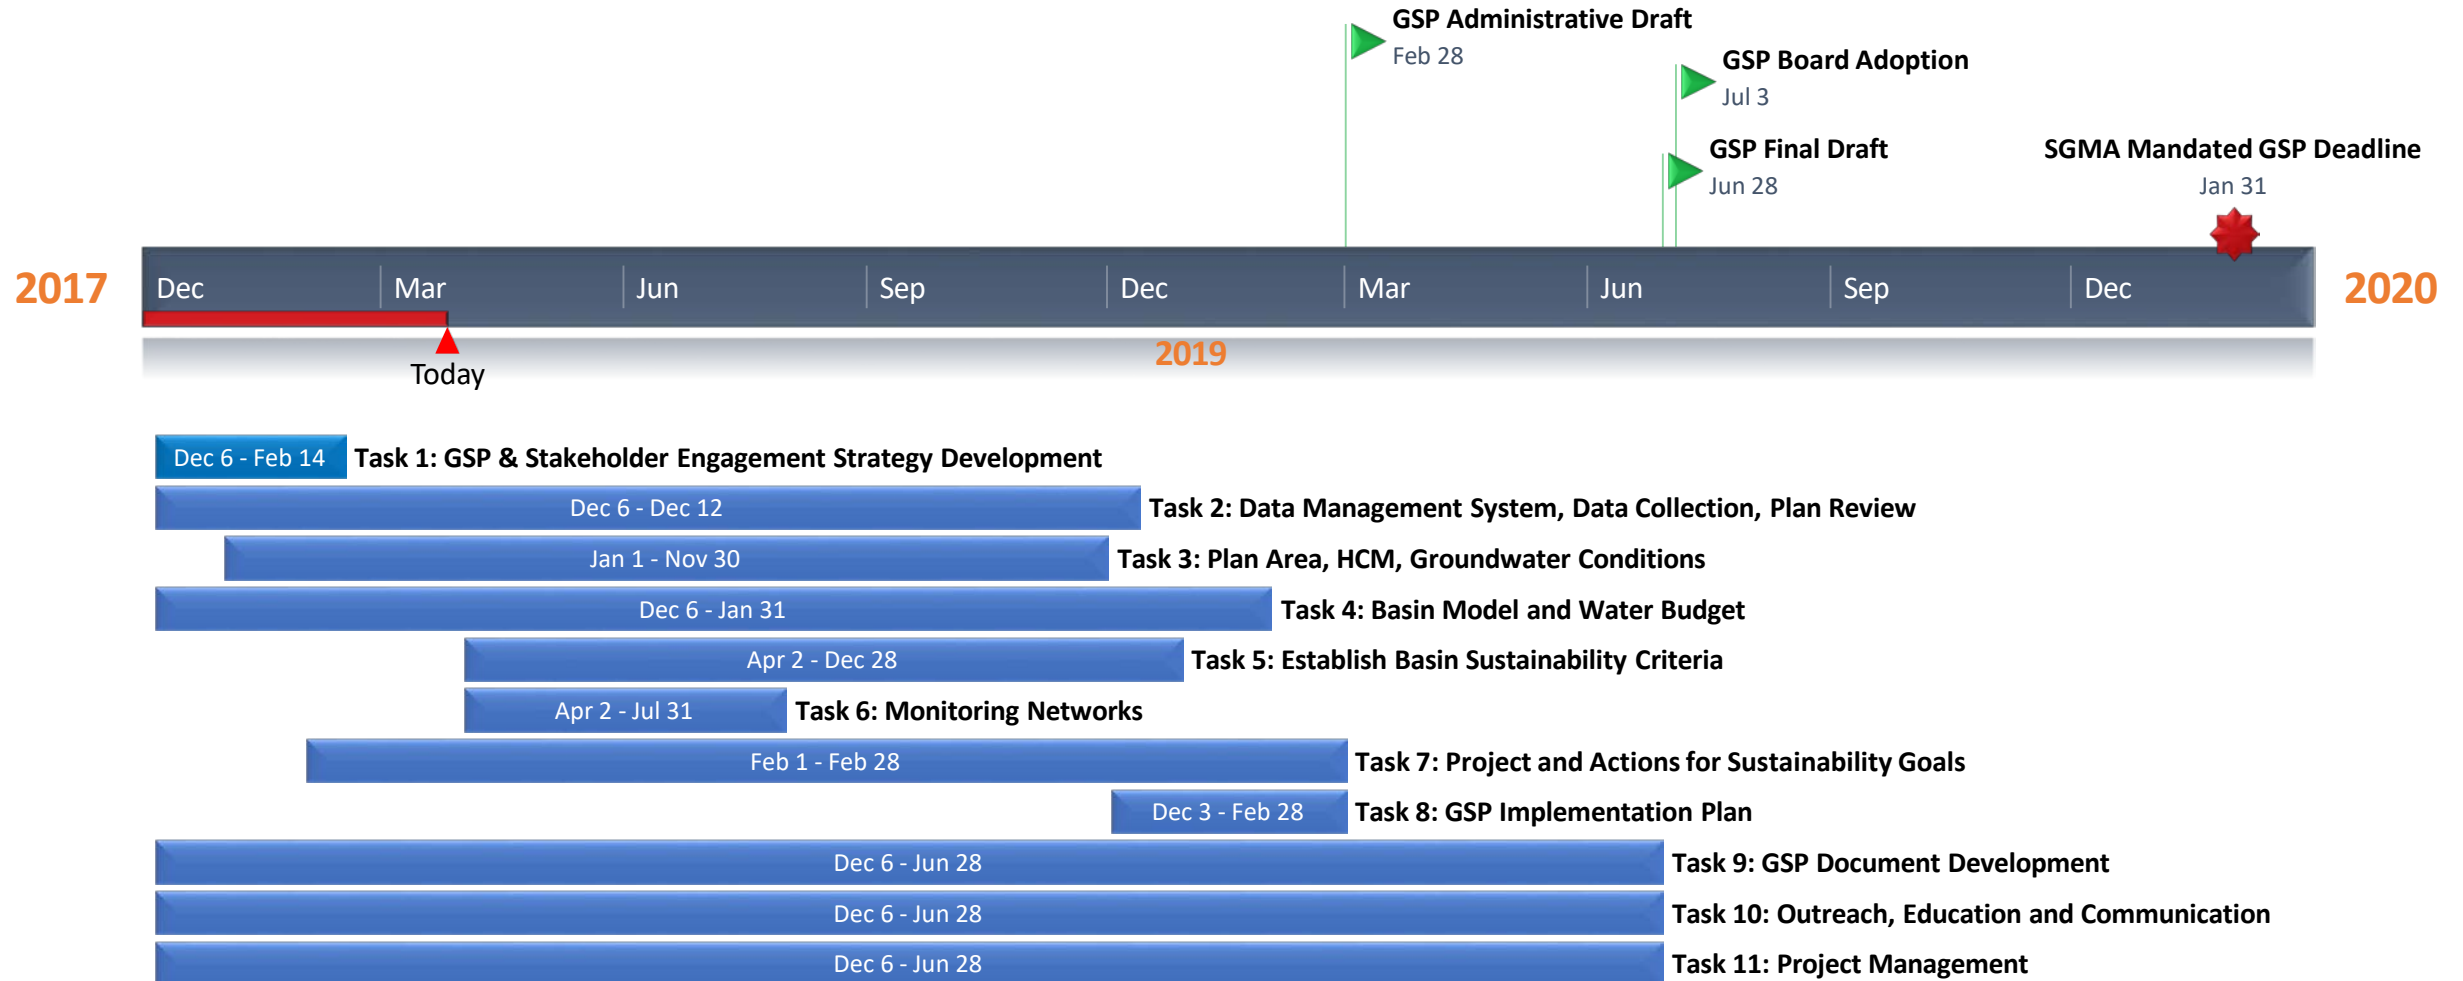 GSP Administrative Draft
Feb 28
GSP Board Adoption
Jul 3
GSP Final Draft
Jun 28
SGMA Mandated GSP Deadline
Jan 31
2017
Dec
Mar
Jun
Sep
Dec
Mar
Jun
Sep
Dec
2020
2019
Today
Dec 6 - Feb 14 Task 1: GSP & Stakeholder Engagement Strategy Development
Dec 6 - Dec 12 Task 2: Data Management System, Data Collection, Plan Review
Jan 1 - Nov 30 Task 3: Plan Area, HCM, Groundwater Conditions
Dec 6 - Jan 31 Task 4: Basin Model and Water Budget
Apr 2 - Dec 28 Task 5: Establish Basin Sustainability Criteria
Apr 2 - Jul 31 Task 6: Monitoring Networks
Feb 1 - Feb 28 Task 7: Project and Actions for Sustainability Goals
Dec 3 - Feb 28 Task 8: GSP Implementation Plan
Dec 6 - Jun 28 Task 9: GSP Document Development
Dec 6 - Jun 28 Task 10: Outreach, Education and Communication
Dec 6 - Jun 28 Task 11: Project Management